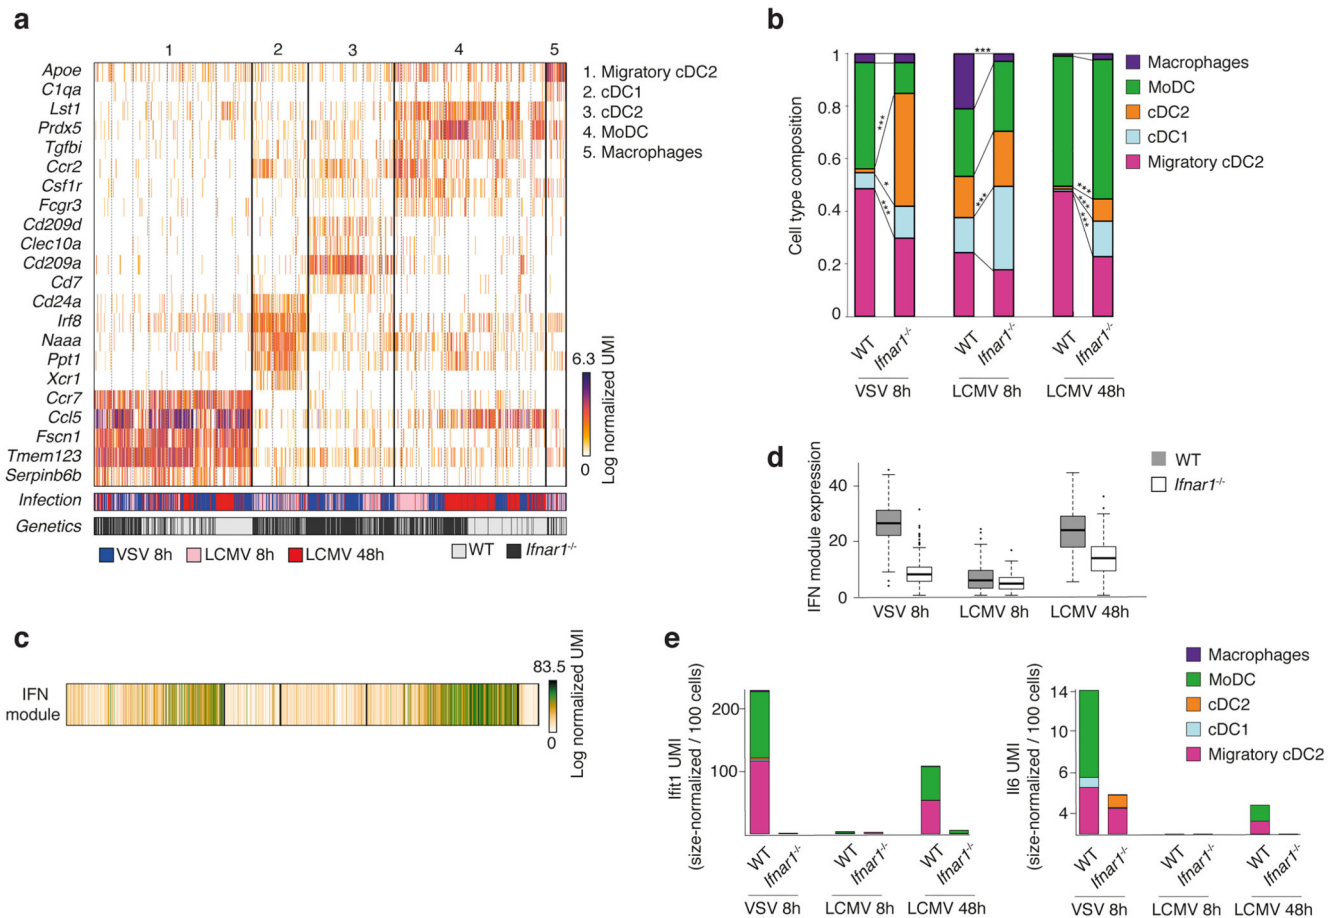 a
1 2 3 4 5
Apoe
C1qa
Lst1
Prdx5
Tgfbi
Ccr2
Csf1r
Fcgr3
Cd209d
Clec10a
Cd209a
Cd7
Cd24a
Irf8
Naaa
Ppt1
Xcr1
Ccr7
Ccl5
Fscn1
Tmem123
Serpinb6b
Infection
Genetics
1. Migratory cDC2
2. cDC1
3. cDC2
4. MoDC
5. Macrophages
6.3
0
Log normalized UMI
VSV 8h LCMV 8h LCMV 48h WT Ifnar1-/-
b
Cell type composition
1
0.8
0.6
0.4
0.2
0
***
*
***
***
***
***
***
***
WT Ifnar1-/- WT Ifnar1-/- WT Ifnar1-/-
VSV 8h LCMV 8h LCMV 48h
Macrophages
MoDC
cDC2
cDC1
Migratory cDC2
c
IFN
module
83.5
0
Log normalized UMI
d
IFN module expression
40
20
0
VSV 8h LCMV 8h LCMV 48h
WT
Ifnar1-/-
e
Ifit1 UMI
(size-normalized / 100 cells)
200
100
WT Ifnar1-/- WT Ifnar1-/- WT Ifnar1-/-
VSV 8h LCMV 8h LCMV 48h
Il6 UMI
(size-normalized / 100 cells)
14
10
6
4
WT Ifnar1-/- WT Ifnar1-/- WT Ifnar1-/-
VSV 8h LCMV 8h LCMV 48h
Macrophages
MoDC
cDC2
cDC1
Migratory cDC2